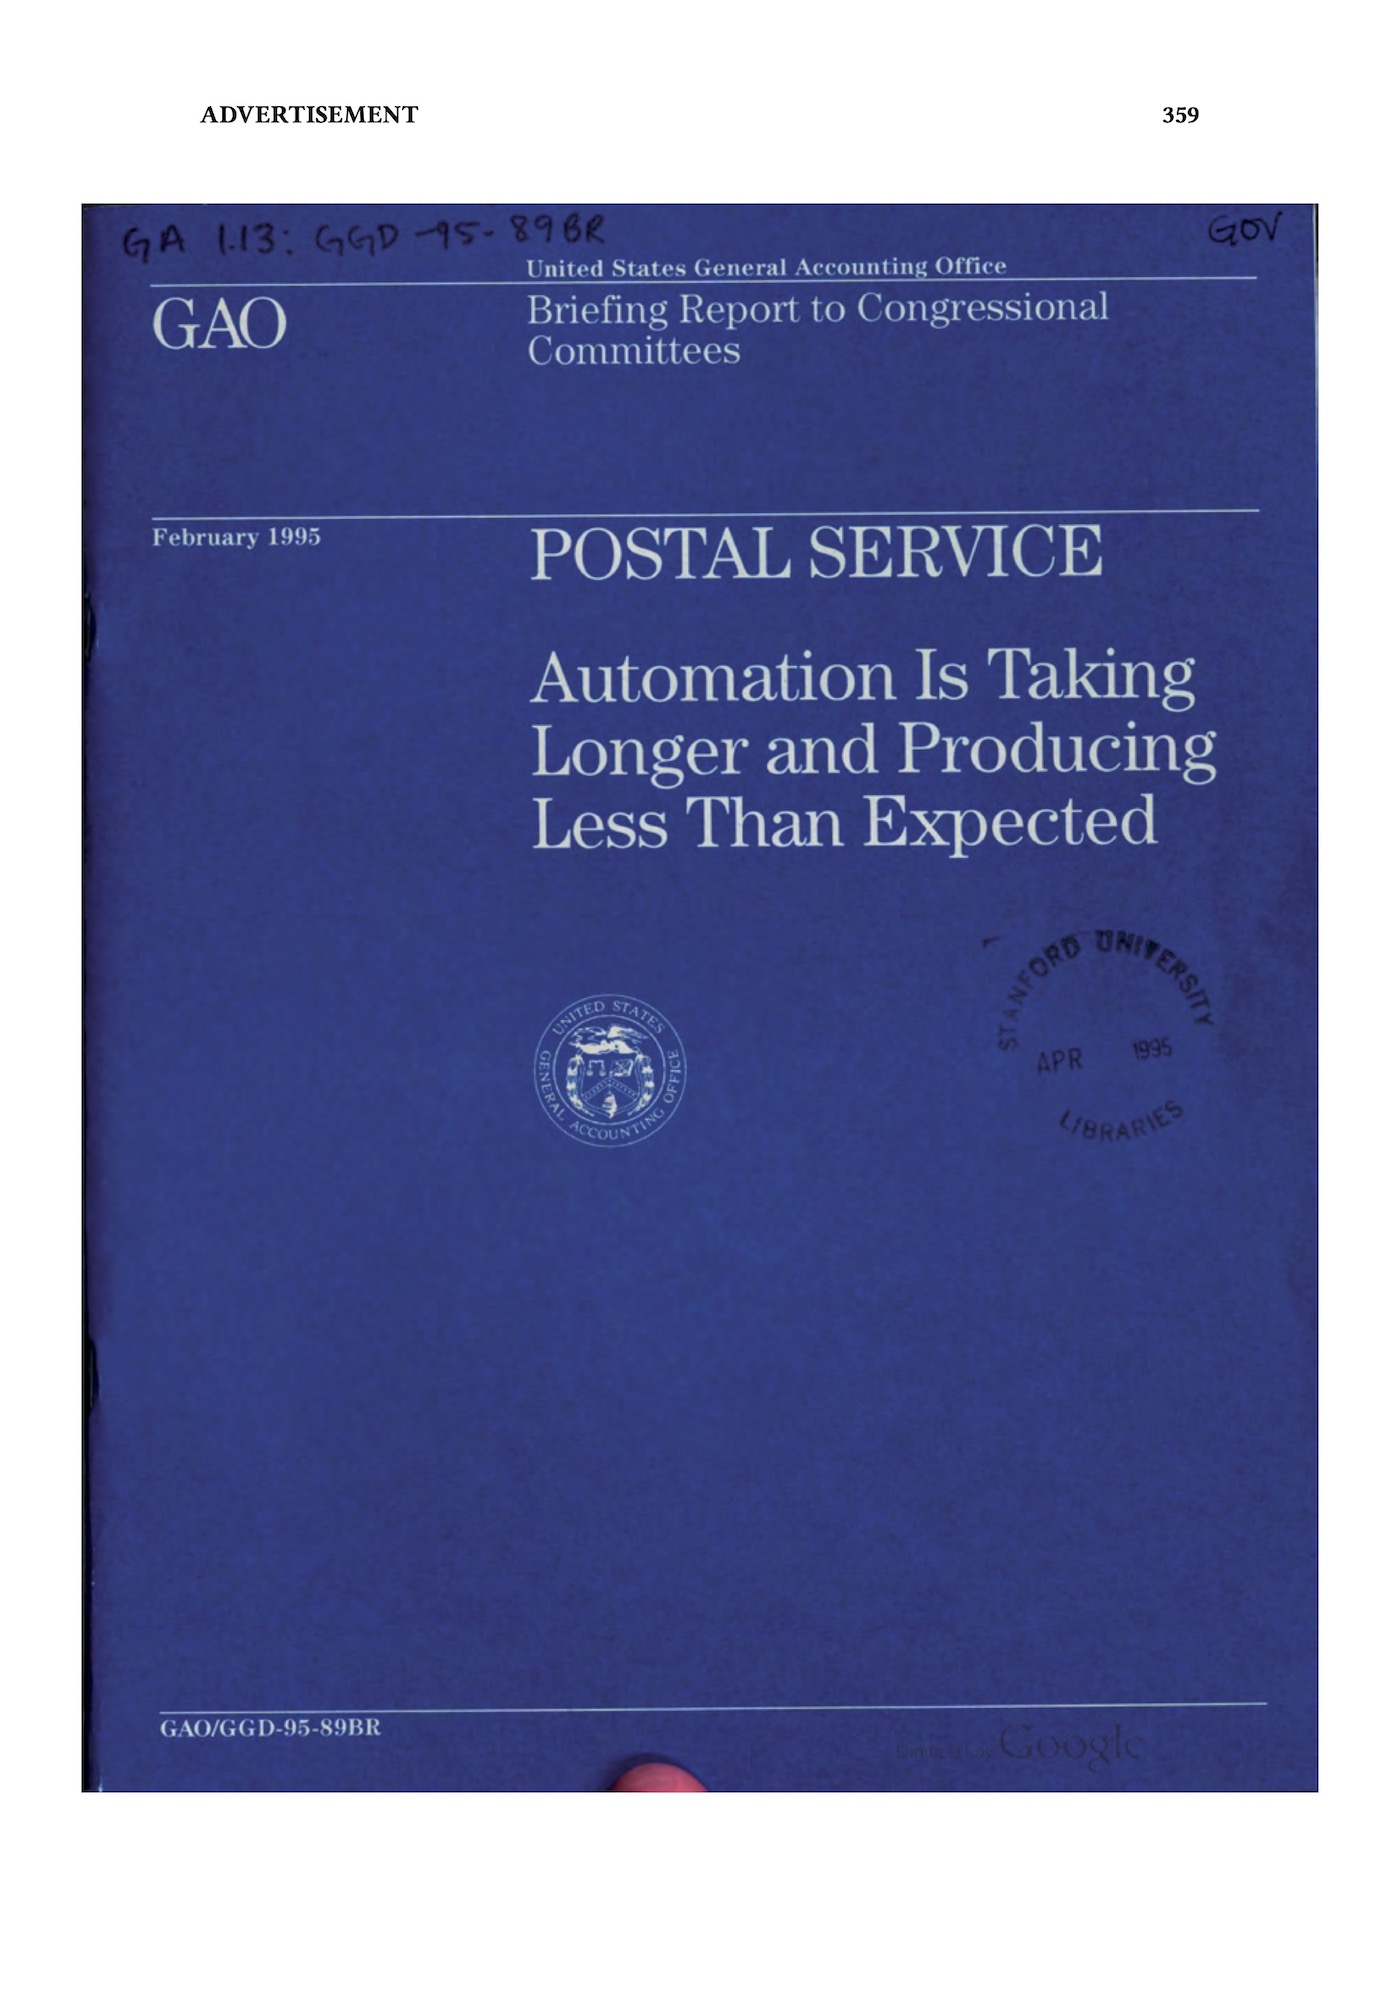 ADVERTISEMENT 359
GA 1.13: GGD-95-89BR GOV
United States General Accounting Office
GAO
Briefing Report to Congressional
Committees
February 1995
POSTAL SERVICE
Automation Is Taking
Longer and Producing
Less Than Expected
UNITED STATES
GENERAL ACCOUNTING OFFICE
STANFORD UNIVERSITY
APR 1995
LIBRARIES
GAO/GGD-95-89BR
Digitized by Google